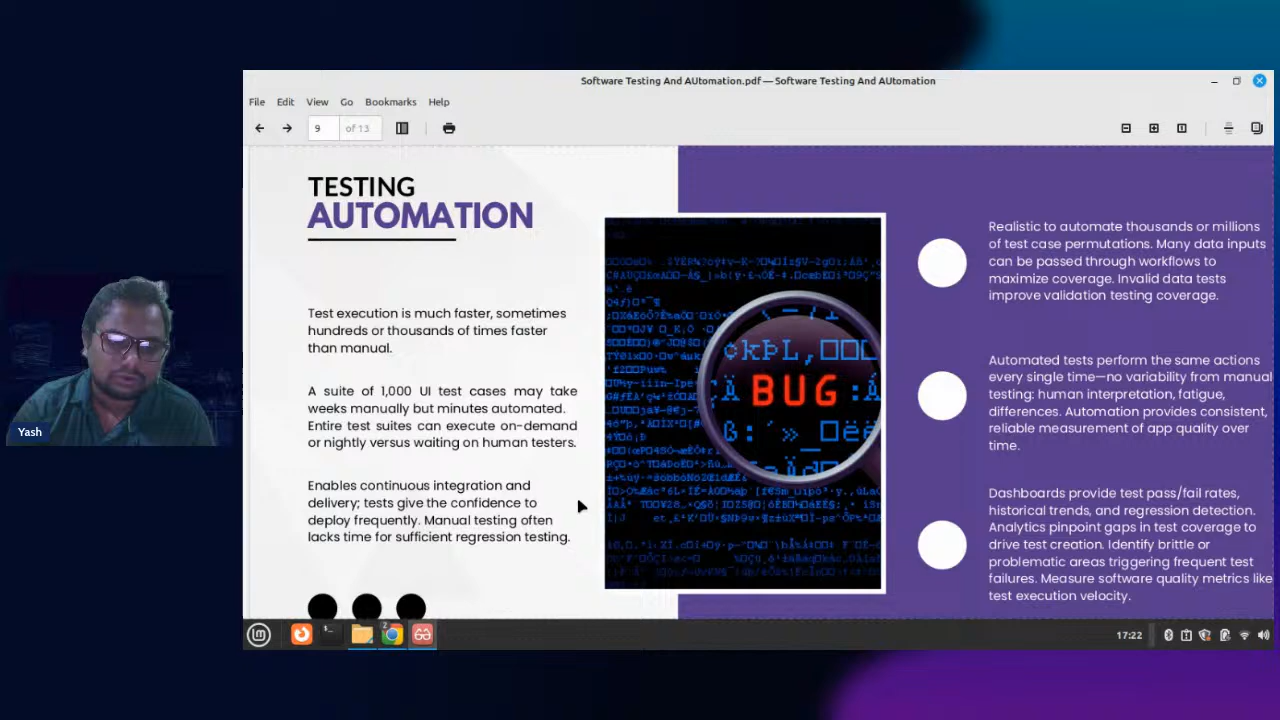 Software Testing And AUtomation.pdf — Software Testing And AUtomation
File Edit View Go Bookmarks Help
9 of 13
TESTING
AUTOMATION
Test execution is much faster, sometimes
hundreds or thousands of times faster
than manual.
A suite of 1,000 UI test cases may take
weeks manually but minutes automated.
Entire test suites can execute on-demand
or nightly versus waiting on human testers.
Enables continuous integration and
delivery; tests give the confidence to
deploy frequently. Manual testing often
lacks time for sufficient regression testing.
BUG
Realistic to automate thousands or millions
of test case permutations. Many data inputs
can be passed through workflows to
maximize coverage. Invalid data tests
improve validation testing coverage.
Automated tests perform the same actions
every single time—no variability from manual
testing: human interpretation, fatigue,
differences. Automation provides consistent,
reliable measurement of app quality over
time.
Dashboards provide test pass/fail rates,
historical trends, and regression detection.
Analytics pinpoint gaps in test coverage to
drive test creation. Identify brittle or
problematic areas triggering frequent test
failures. Measure software quality metrics like
test execution velocity.
Yash
2
17:22